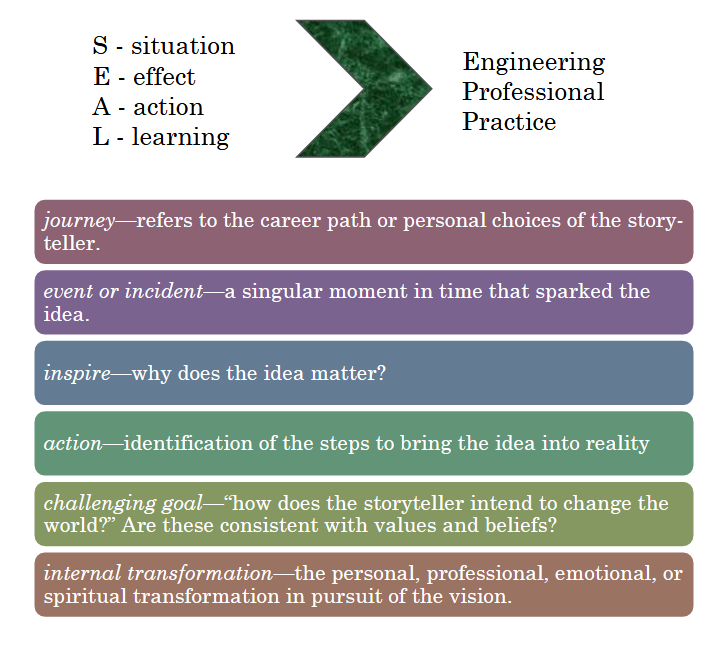 S - situation
E - effect
A - action
L - learning
Engineering
Professional
Practice
journey—refers to the career path or personal choices of the story-
teller.
event or incident—a singular moment in time that sparked the
idea.
inspire—why does the idea matter?
action—identification of the steps to bring the idea into reality
challenging goal—“how does the storyteller intend to change the
world?” Are these consistent with values and beliefs?
internal transformation—the personal, professional, emotional, or
spiritual transformation in pursuit of the vision.